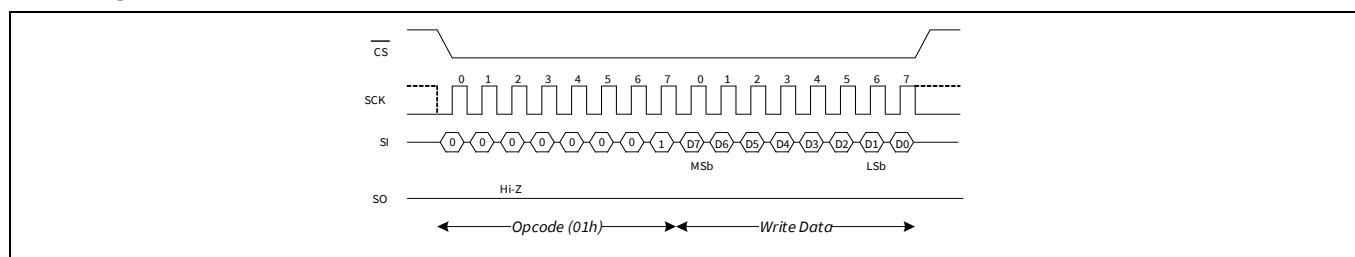 CS
0 1 2 3 4 5 6 7 0 1 2 3 4 5 6 7
SCK
SI 0 0 0 0 0 0 0 1 D7 D6 D5 D4 D3 D2 D1 D0
MSb LSb
Hi-Z
SO
Opcode (01h) Write Data